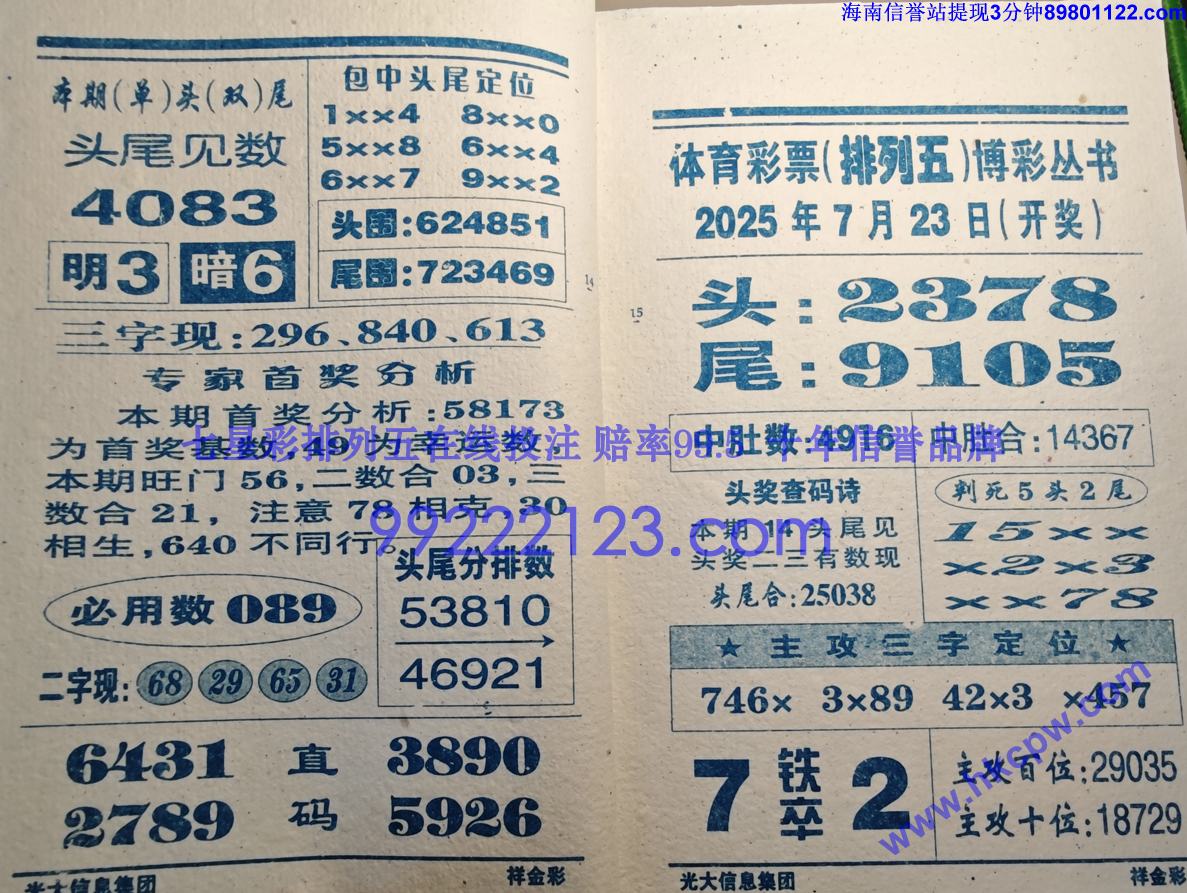 海南信誉站提现3分钟89801122.com
本期(单)头(双)尾
头尾见数
4083
明3 暗6
包中头尾定位
1××4 8××0
5××8 6××4
6××7 9××2
头围:624851
尾围:723469
三字现:296、840、613
专家首奖分析
本期首奖分析:58173
为首奖基数,49为幸运数,
本期旺门56,二数合03,三
数合21,注意78相克,30
相生,640不同行。
必用数089
头尾分排数
53810
46921
二字现: 68 29 65 31
6431 直 3890
2789 码 5926
光大信息集团 祥金彩
14
15
体育彩票(排列五)博彩丛书
2025年7月23日(开奖)
头:2378
尾:9105
中肚数:4916 中肚合:14367
七星彩排列五在线投注 赔率99.5 十年信誉品牌
99222123.com
头奖查码诗
本期14头尾见
头奖二三有数现
头尾合:25038
判死5头2尾
15××
×2×3
××78
★主攻三字定位★
746× 3×89 42×3 ×457
7 铁卒 2
主攻百位:29035
主攻十位:18729
www.hkcpw.com
光大信息集团 祥金彩